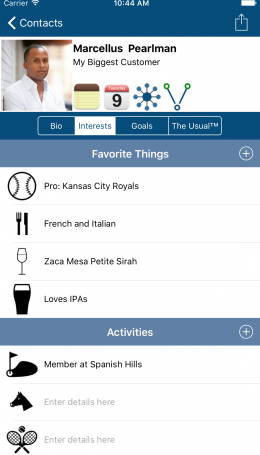 Carrier 10:44 AM
Contacts
Marcellus Pearlman
My Biggest Customer
Tuesday
9
Bio Interests Goals The Usual™
Favorite Things
Pro: Kansas City Royals
French and Italian
Zaca Mesa Petite Sirah
Loves IPAs
Activities
Member at Spanish Hills
Enter details here
Enter details here